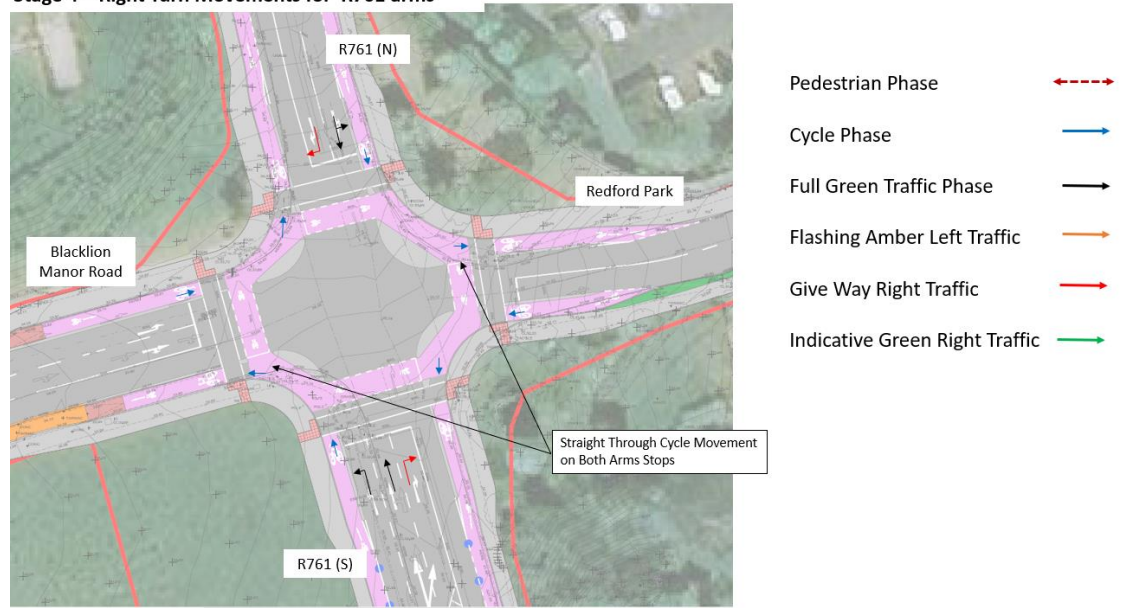 Stage 4 – Right Turn Movements for R761 arms
R761 (N)
Redford Park
Blacklion
Manor Road
Straight Through Cycle Movement
on Both Arms Stops
R761 (S)
Pedestrian Phase
Cycle Phase
Full Green Traffic Phase
Flashing Amber Left Traffic
Give Way Right Traffic
Indicative Green Right Traffic